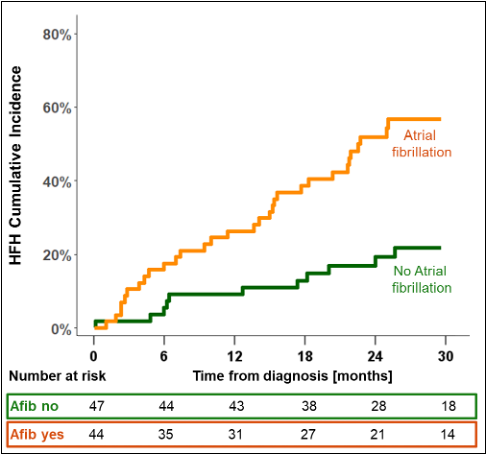 HFH Cumulative Incidence
80%
60%
40%
20%
0%
Atrial
fibrillation
No Atrial
fibrillation
0 6 12 18 24 30
Number at risk Time from diagnosis [months]
Afib no 47 44 43 38 28 18
Afib yes 44 35 31 27 21 14